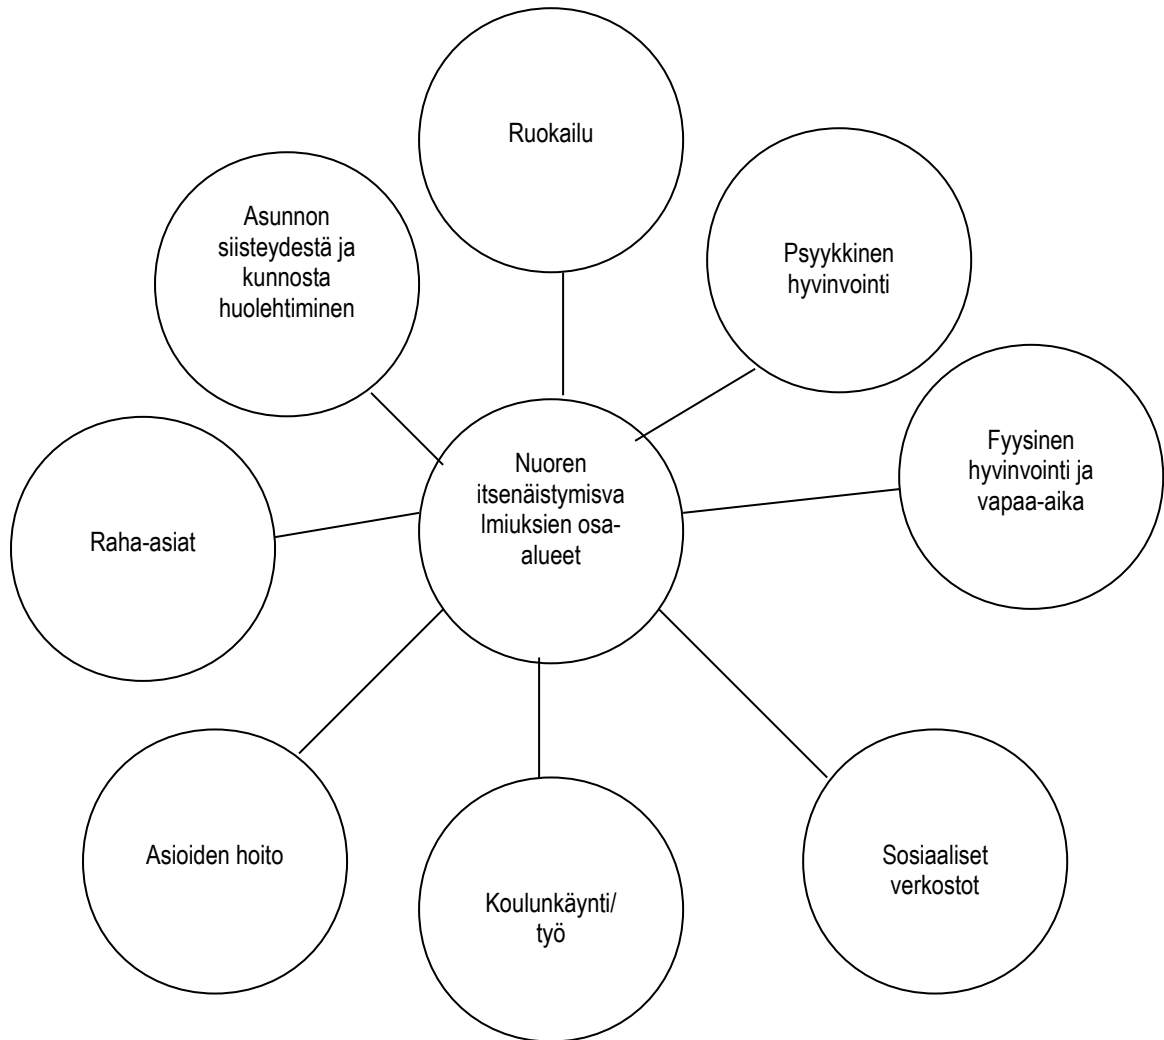 Ruokailu
Asunnon
siisteydestä ja
kunnosta
huolehtiminen
Psyykkinen
hyvinvointi
Fyysinen
hyvinvointi ja
vapaa-aika
Nuoren
itsenäistymisva
lmiuksien osa-
alueet
Raha-asiat
Asioiden hoito
Koulunkäynti/
työ
Sosiaaliset
verkostot